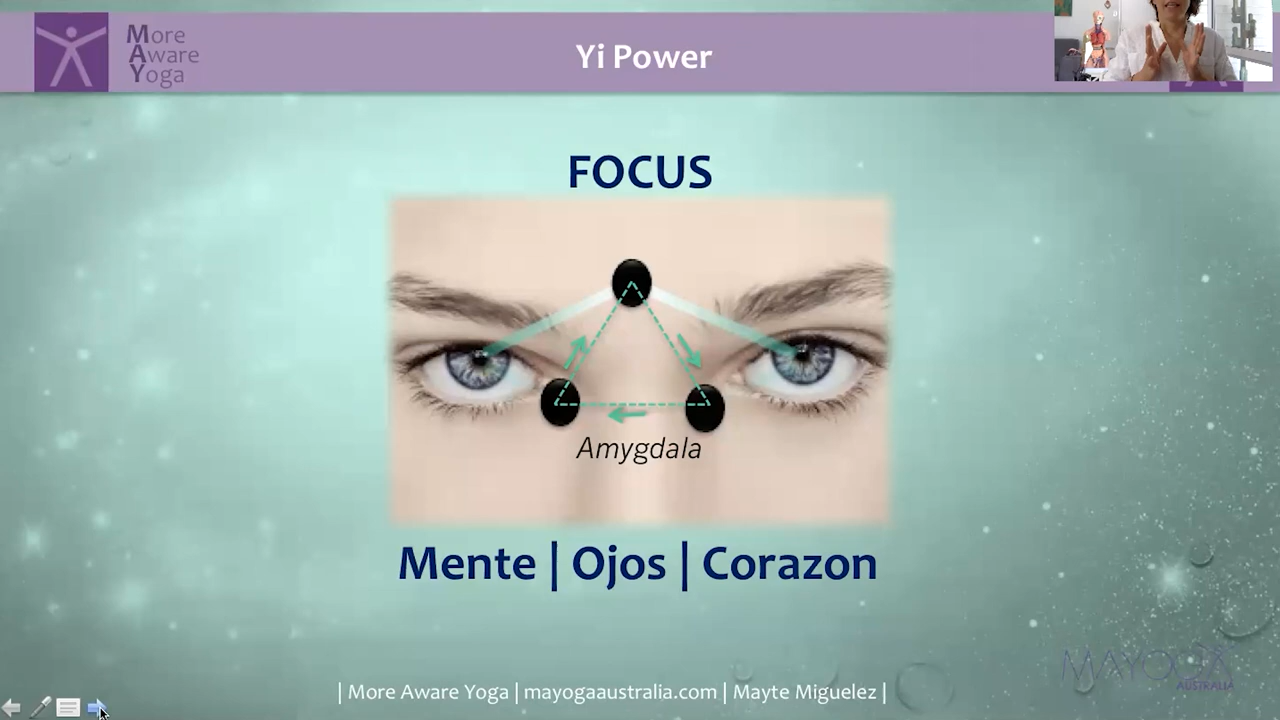 More
Aware
Yoga
Yi Power
FOCUS
Amygdala
Mente | Ojos | Corazon
MAYOGA
AUSTRALIA
| More Aware Yoga | mayogaaustralia.com | Mayte Miguelez |